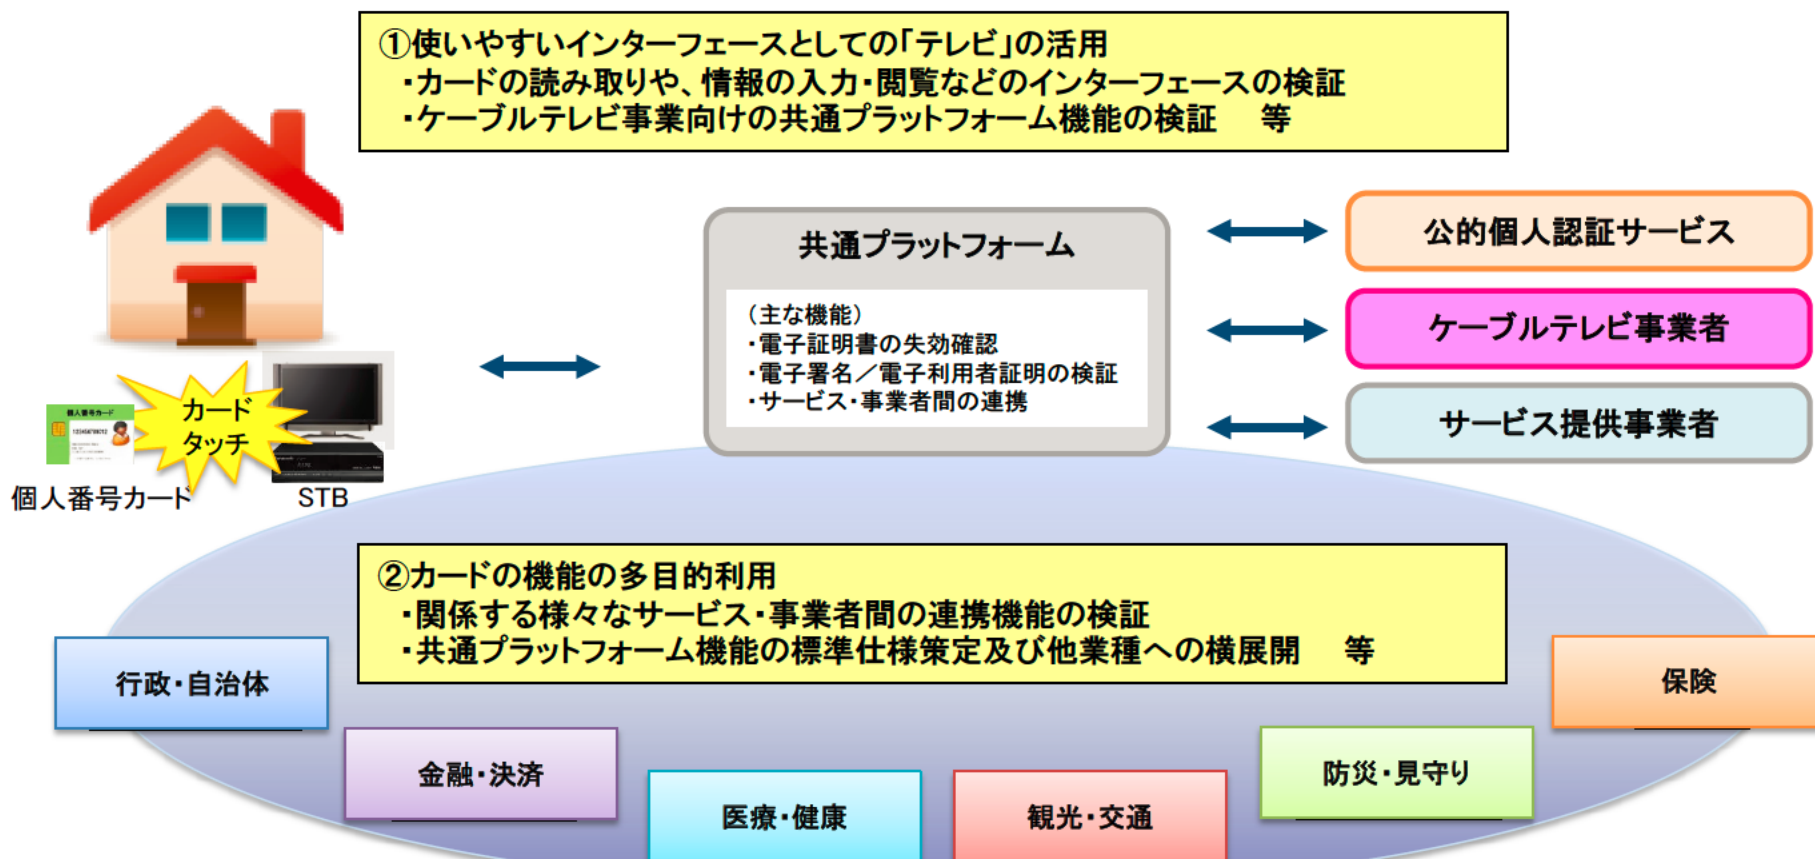 ①使いやすいインターフェースとしての「テレビ」の活用
・カードの読み取りや、情報の入力・閲覧などのインターフェースの検証
・ケーブルテレビ事業向けの共通プラットフォーム機能の検証　等
共通プラットフォーム
（主な機能）
・電子証明書の失効確認
・電子署名／電子利用者証明の検証
・サービス・事業者間の連携
公的個人認証サービス
ケーブルテレビ事業者
サービス提供事業者
個人番号カード
カード
タッチ
個人番号カード
STB
②カードの機能の多目的利用
・関係する様々なサービス・事業者間の連携機能の検証
・共通プラットフォーム機能の標準仕様策定及び他業種への横展開　等
行政・自治体
金融・決済
医療・健康
観光・交通
防災・見守り
保険